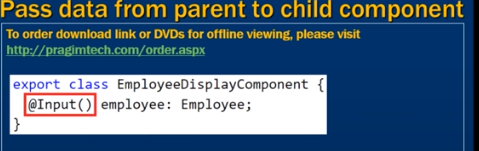 Pass data from parent to child component
To order download link or DVDs for offline viewing, please visit
http://pragimtech.com/order.aspx
export class EmployeeDisplayComponent {
@Input() employee: Employee;
}